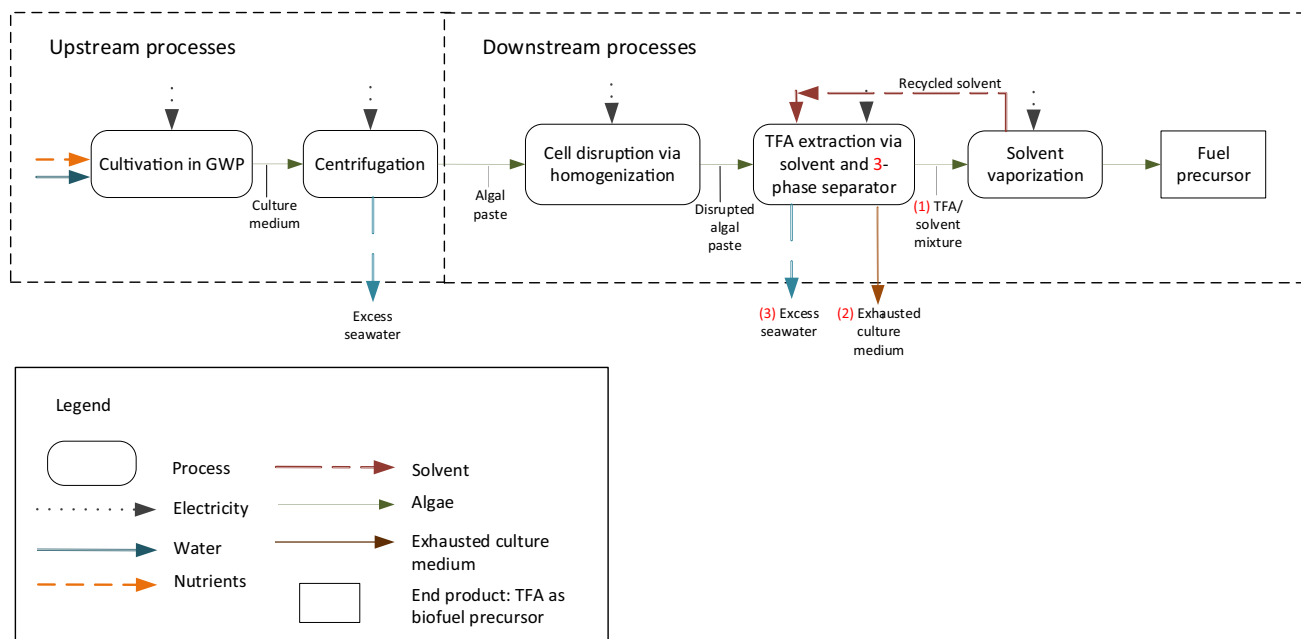 Upstream processes
Downstream processes
Recycled solvent
Cultivation in GWP
Centrifugation
Cell disruption via
homogenization
TFA extraction via
solvent and 3-
phase separator
Solvent
vaporization
Fuel
precursor
Culture
medium
Algal
paste
Disrupted
algal
paste
(1) TFA/
solvent
mixture
Excess
seawater
(3) Excess
seawater
(2) Exhausted
culture
medium
Legend
Process
Electricity
Water
Nutrients
Solvent
Algae
Exhausted culture
medium
End product: TFA as
biofuel precursor